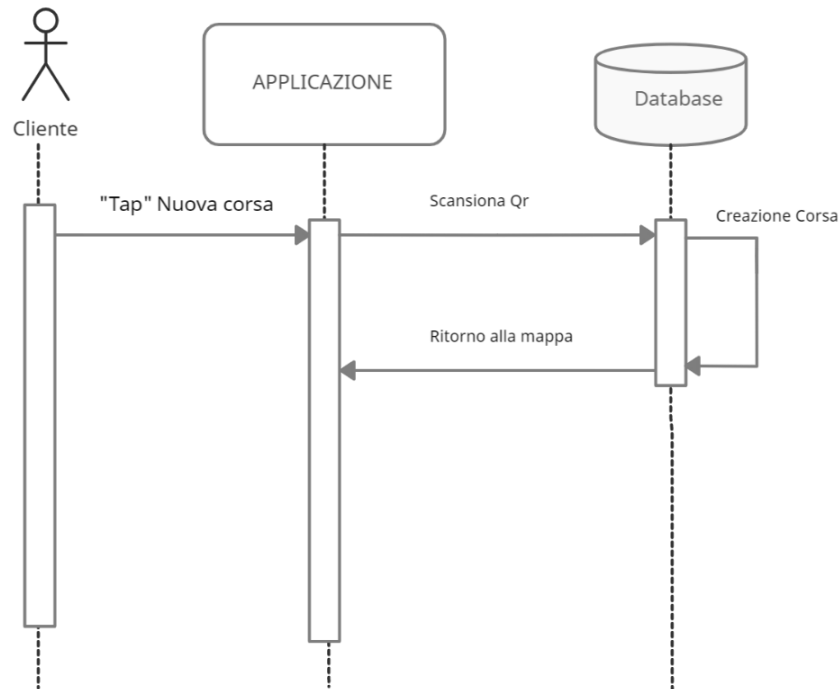 Cliente
APPLICAZIONE
Database
"Tap" Nuova corsa
Scansiona Qr
Creazione Corsa
Ritorno alla mappa